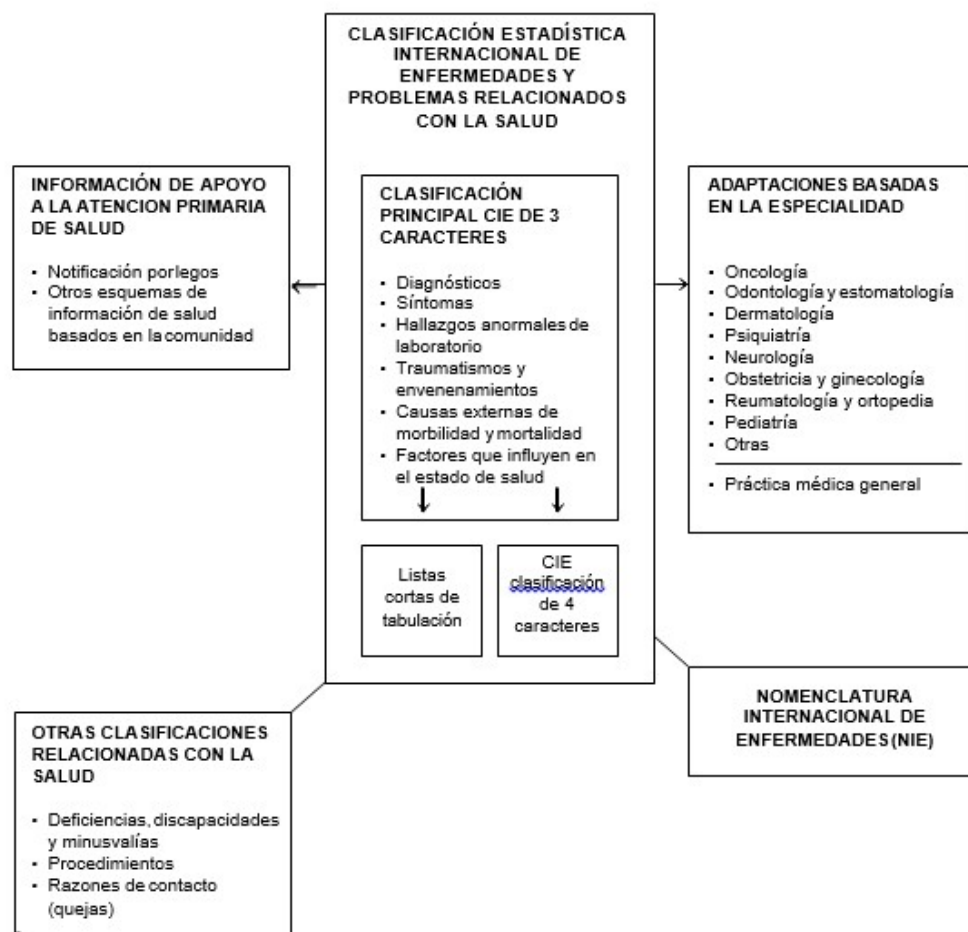 CLASIFICACIÓN ESTADÍSTICA
INTERNACIONAL DE
ENFERMEDADES Y
PROBLEMAS RELACIONADOS
CON LA SALUD
INFORMACIÓN DE APOYO
A LA ATENCION PRIMARIA
DE SALUD
▪ Notificación por legos
▪ Otros esquemas de
información de salud
basados en la comunidad
CLASIFICACIÓN
PRINCIPAL CIE DE 3
CARACTERES
▪ Diagnósticos
▪ Síntomas
▪ Hallazgos anormales de
laboratorio
▪ Traumatismos y
envenenamientos
▪ Causas externas de
morbilidad y mortalidad
▪ Factores que influyen en
el estado de salud
Listas
cortas de
tabulación
CIE
clasificación
de 4
caracteres
ADAPTACIONES BASADAS
EN LA ESPECIALIDAD
▪ Oncología
▪ Odontología y estomatología
▪ Dermatología
▪ Psiquiatría
▪ Neurología
▪ Obstetricia y ginecología
▪ Reumatología y ortopedia
▪ Pediatría
▪ Otras
▪ Práctica médica general
OTRAS CLASIFICACIONES
RELACIONADAS CON LA
SALUD
▪ Deficiencias, discapacidades
y minusvalías
▪ Procedimientos
▪ Razones de contacto
(quejas)
NOMENCLATURA
INTERNACIONAL DE
ENFERMEDADES (NIE)